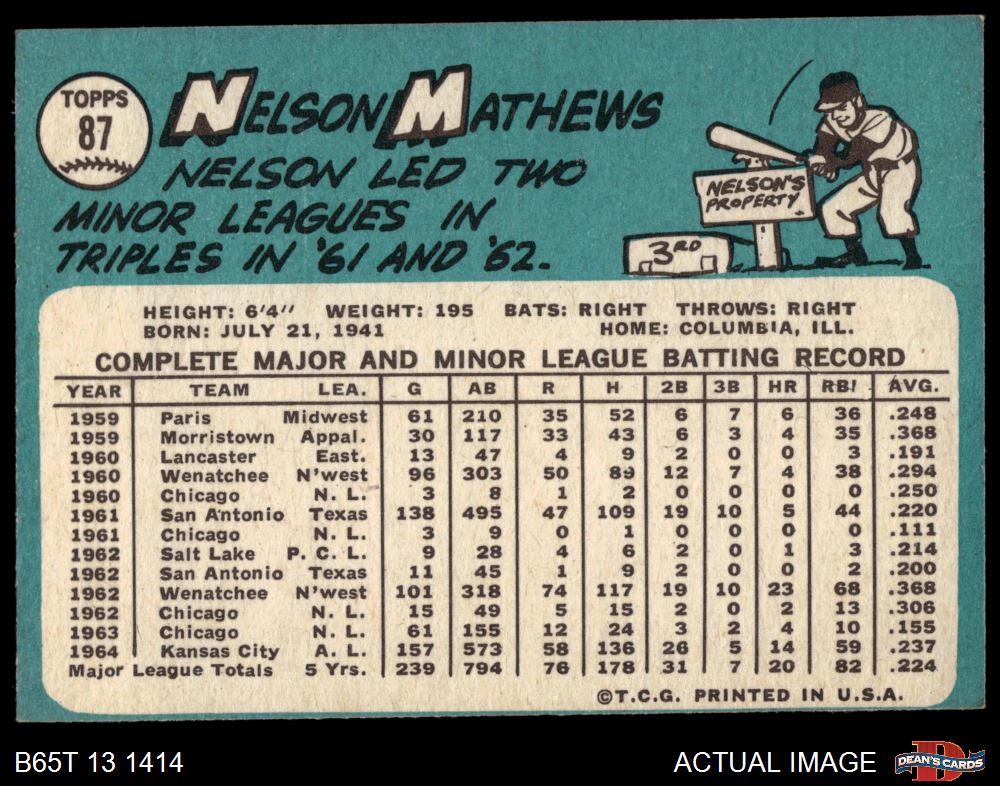 TOPPS
87
NELSON MATHEWS
NELSON LED TWO
MINOR LEAGUES IN
TRIPLES IN '61 AND '62.
NELSON'S
PROPERTY
3RD
HEIGHT: 6'4" WEIGHT: 195 BATS: RIGHT THROWS: RIGHT
BORN: JULY 21, 1941 HOME: COLUMBIA, ILL.
COMPLETE MAJOR AND MINOR LEAGUE BATTING RECORD
YEAR TEAM LEA. G AB R H 2B 3B HR RBI AVG.
1959 Paris Midwest 61 210 35 52 6 7 6 36 .248
1959 Morristown Appal. 30 117 33 43 6 3 4 35 .368
1960 Lancaster East. 13 47 4 9 2 0 0 3 .191
1960 Wenatchee N'west 96 303 50 89 12 7 4 38 .294
1960 Chicago N. L. 3 8 1 2 0 0 0 0 .250
1961 San Antonio Texas 138 495 47 109 19 10 5 44 .220
1961 Chicago N. L. 3 9 0 1 0 0 0 0 .111
1962 Salt Lake P. C. L. 9 28 4 6 2 0 1 3 .214
1962 San Antonio Texas 11 45 1 9 2 0 0 2 .200
1962 Wenatchee N'west 101 318 74 117 19 10 23 68 .368
1962 Chicago N. L. 15 49 5 15 2 0 2 13 .306
1963 Chicago N. L. 61 155 12 24 3 2 4 10 .155
1964 Kansas City A. L. 157 573 58 136 26 5 14 59 .237
Major League Totals 5 Yrs. 239 794 76 178 31 7 20 82 .224
©T.C.G. PRINTED IN U.S.A.
B65T 13 1414 ACTUAL IMAGE
D
DEAN'S CARDS